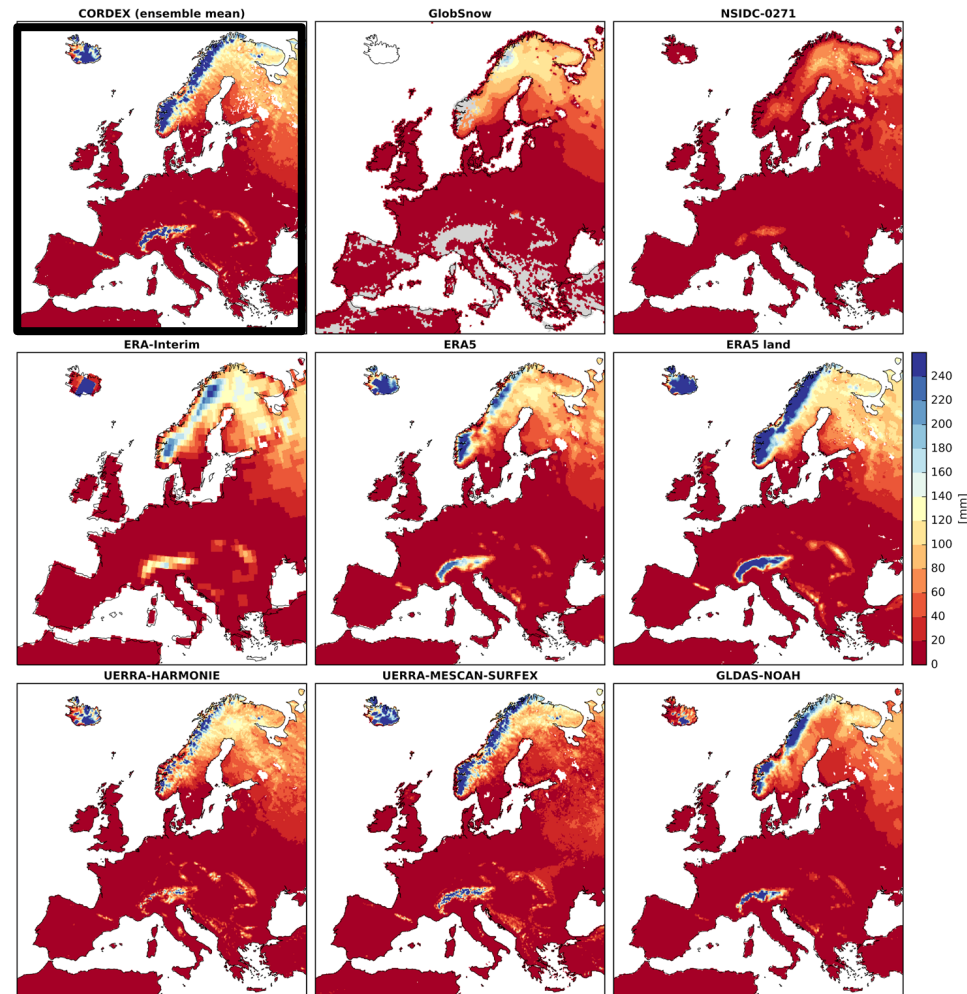 CORDEX (ensemble mean)
GlobSnow
NSIDC-0271
ERA-Interim
ERA5
ERA5 land
240
220
200
180
160
140
120
100
80
60
40
20
0
[mm]
UERRA-HARMONIE
UERRA-MESCAN-SURFEX
GLDAS-NOAH